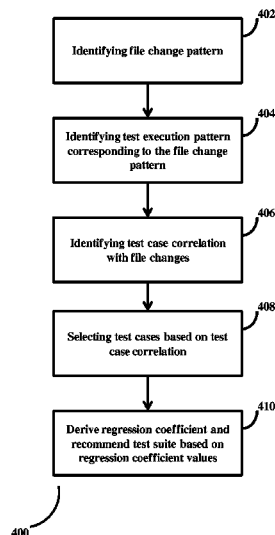 402
Identifying file change pattern
404
Identifying test execution pattern
corresponding to the file change
pattern
406
Identifying test case correlation
with file changes
408
Selecting test cases based on test
case correlation
410
Derive regression coefficient and
recommend test suite based on
regression coefficient values
400